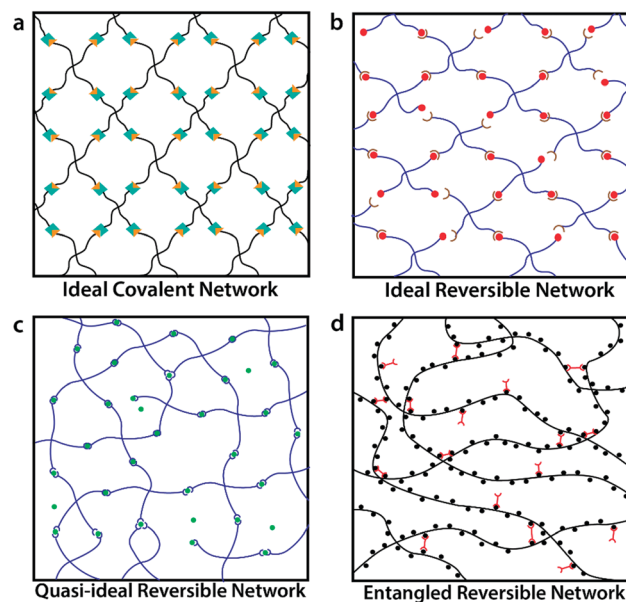 a
b
Ideal Covalent Network
Ideal Reversible Network
c
d
Quasi-ideal Reversible Network
Entangled Reversible Network